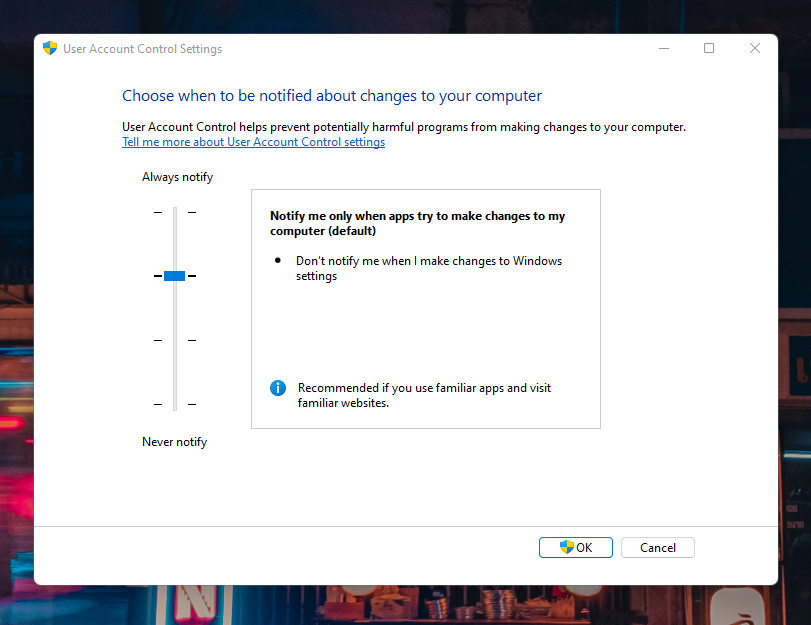 User Account Control Settings
Choose when to be notified about changes to your computer
User Account Control helps prevent potentially harmful programs from making changes to your computer.
Tell me more about User Account Control settings
Always notify
Notify me only when apps try to make changes to my
computer (default)
• Don't notify me when I make changes to Windows
settings
Recommended if you use familiar apps and visit
familiar websites.
Never notify
OK
Cancel
N